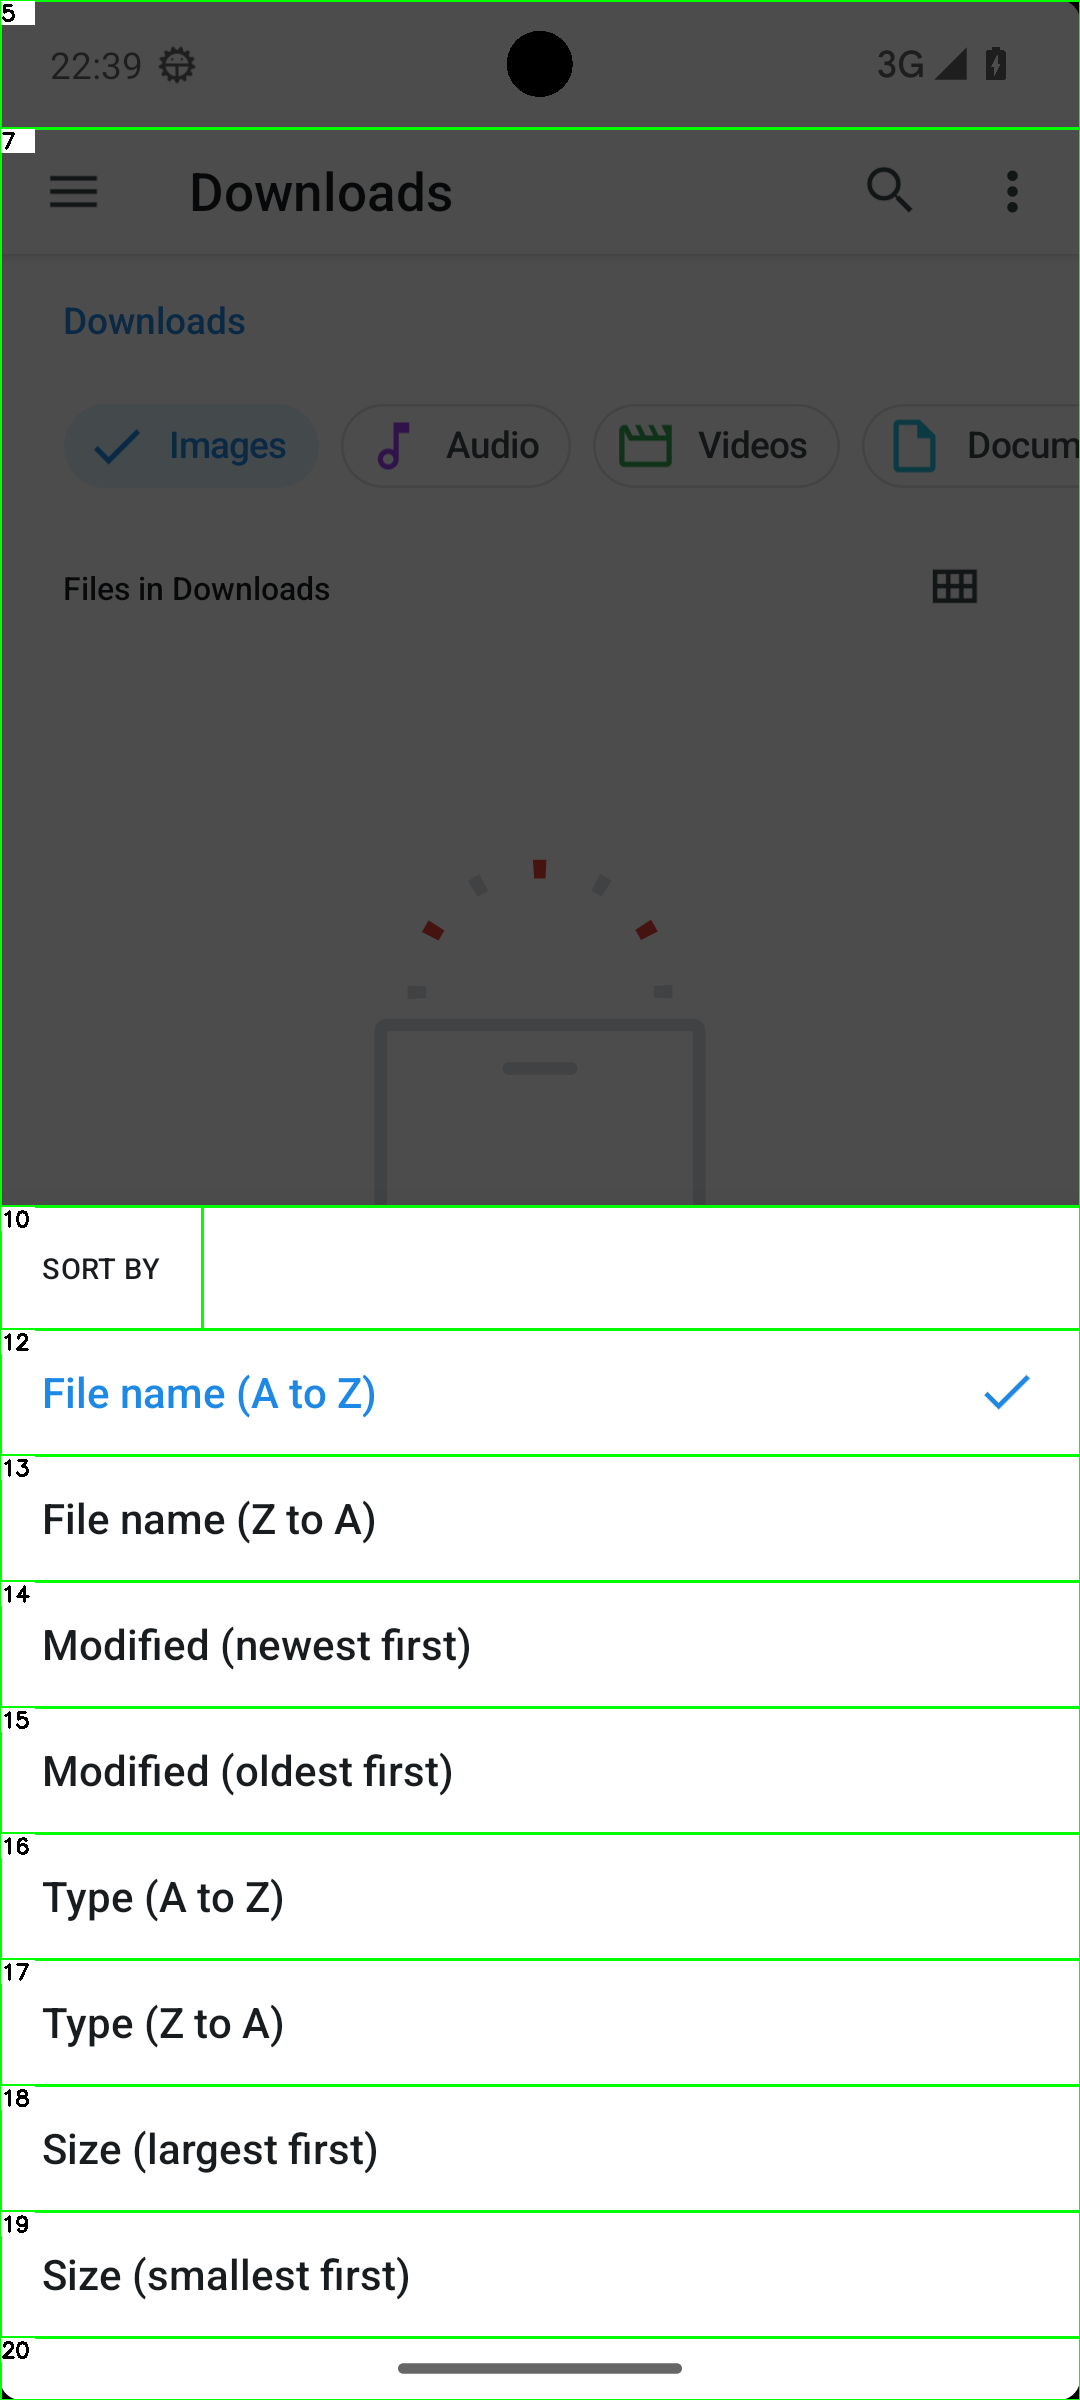 5
22:39 3G
7
Downloads
Downloads
Images Audio Videos Docum
Files in Downloads
10
SORT BY
12
File name (A to Z)
13
File name (Z to A)
14
Modified (newest first)
15
Modified (oldest first)
16
Type (A to Z)
17
Type (Z to A)
18
Size (largest first)
19
Size (smallest first)
20